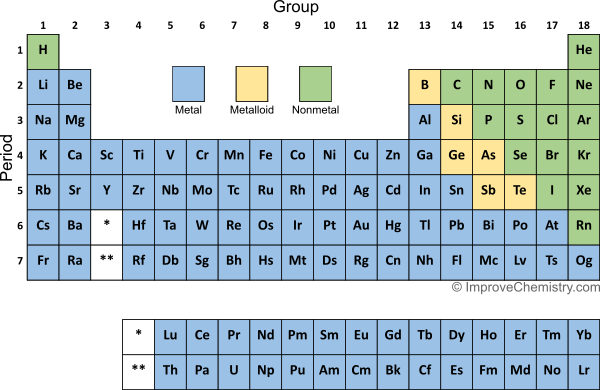 Group
1 2 3 4 5 6 7 8 9 10 11 12 13 14 15 16 17 18
Period
1 H He
2 Li Be B C N O F Ne
Metal Metalloid Nonmetal
3 Na Mg Al Si P S Cl Ar
4 K Ca Sc Ti V Cr Mn Fe Co Ni Cu Zn Ga Ge As Se Br Kr
5 Rb Sr Y Zr Nb Mo Tc Ru Rh Pd Ag Cd In Sn Sb Te I Xe
6 Cs Ba * Hf Ta W Re Os Ir Pt Au Hg Tl Pb Bi Po At Rn
7 Fr Ra ** Rf Db Sg Bh Hs Mt Ds Rg Cn Nh Fl Mc Lv Ts Og
© ImproveChemistry.com
* Lu Ce Pr Nd Pm Sm Eu Gd Tb Dy Ho Er Tm Yb
** Th Pa U Np Pu Am Cm Bk Cf Es Fm Md No Lr